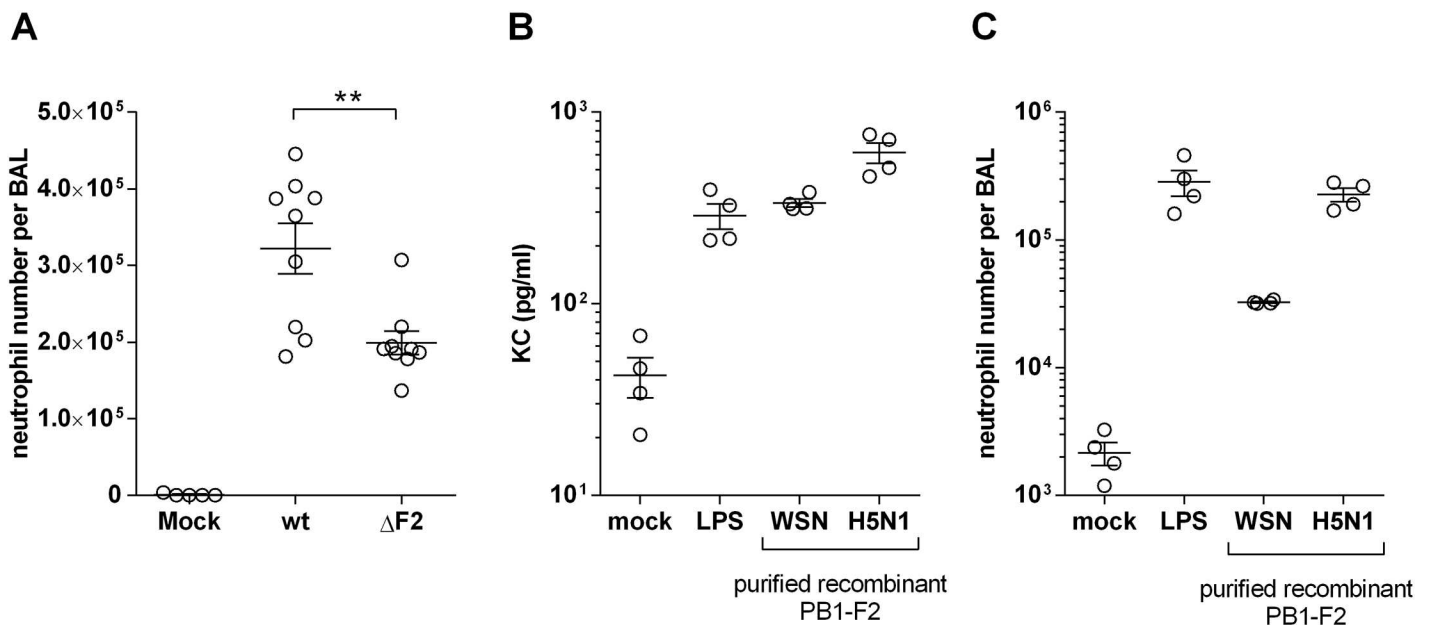 A
B
C
**
neutrophil number per BAL
5.0×10⁵
4.0×10⁵
3.0×10⁵
2.0×10⁵
1.0×10⁵
0
Mock wt ΔF2
KC (pg/ml)
10³
10²
10¹
mock LPS WSN H5N1
purified recombinant
PB1-F2
neutrophil number per BAL
10⁶
10⁵
10⁴
10³
mock LPS WSN H5N1
purified recombinant
PB1-F2